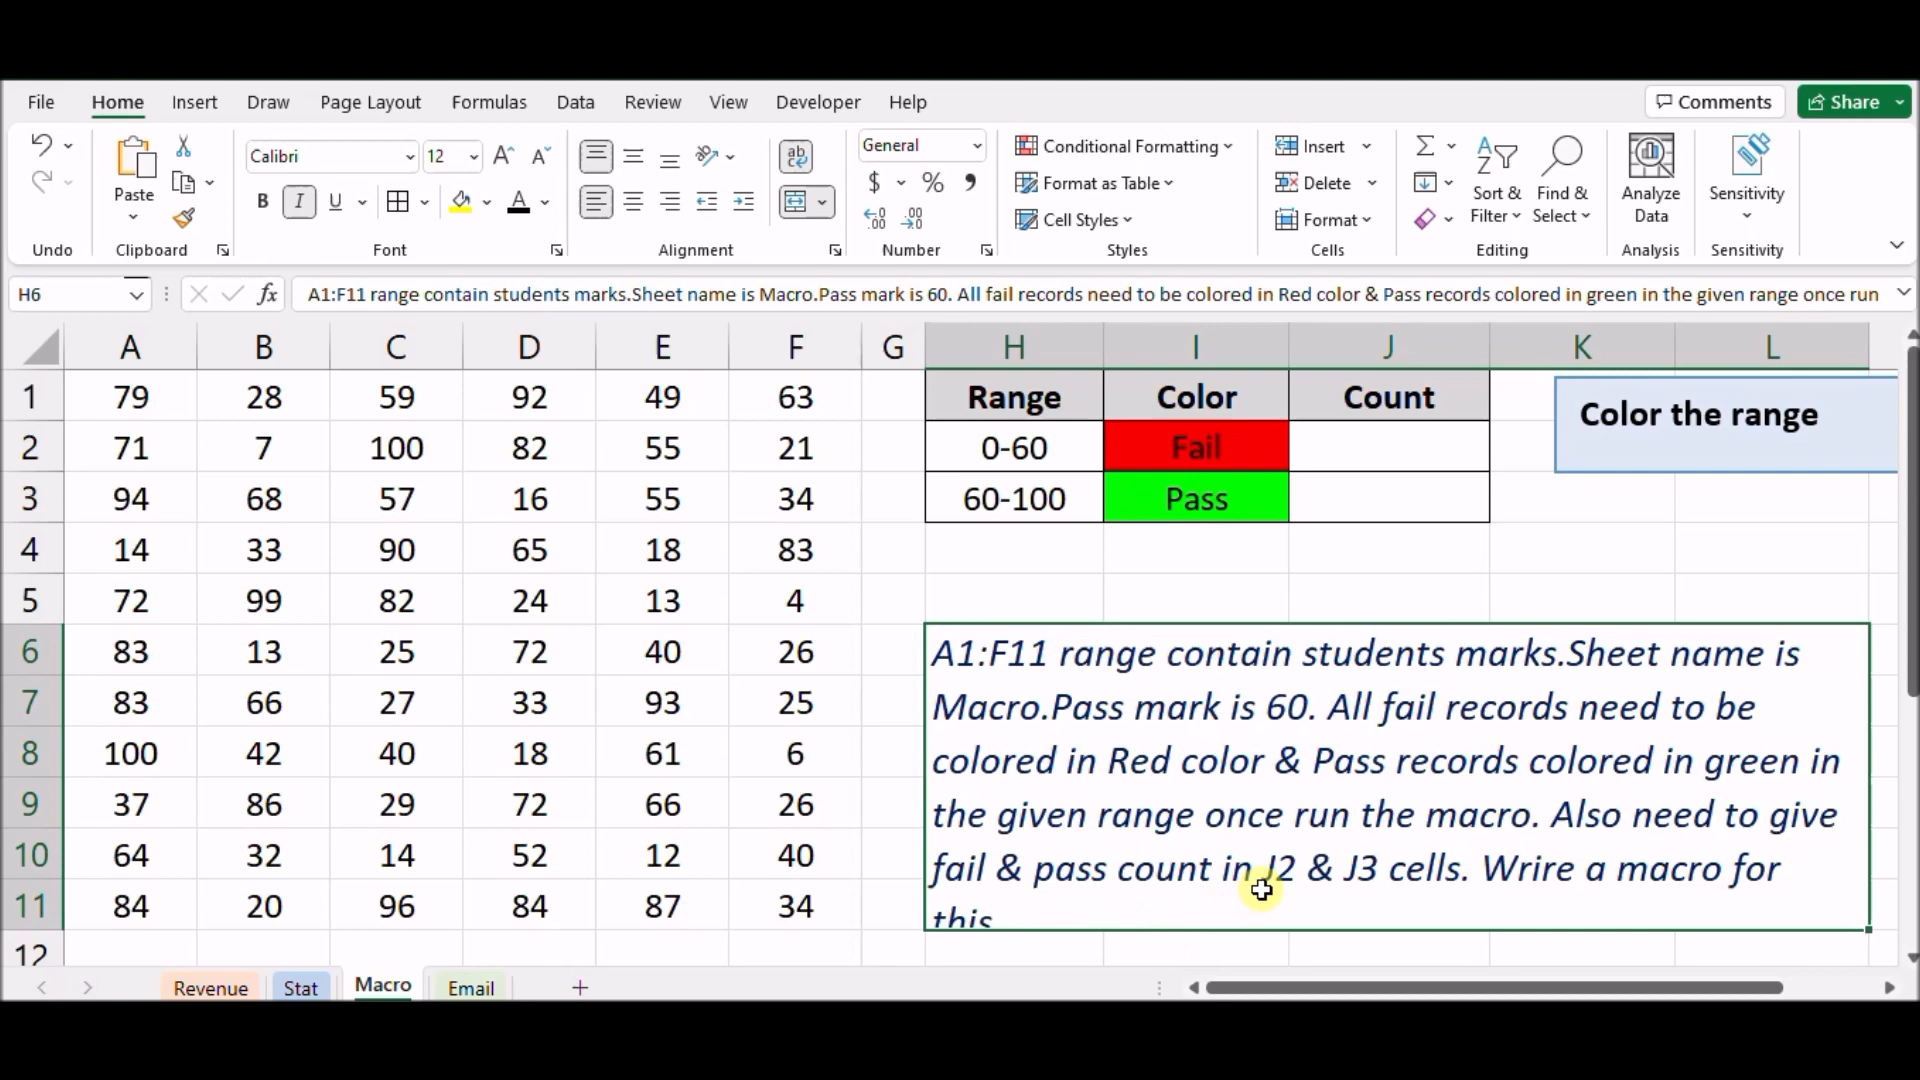 File Home Insert Draw Page Layout Formulas Data Review View Developer Help Comments Share
Calibri 12 General Conditional Formatting Insert
Paste Format as Table Delete Sort & Filter Find & Select Analyze Data Sensitivity
B I U A $ % Cell Styles Format
Undo Clipboard Font Alignment Number Styles Cells Editing Analysis Sensitivity
H6 fx A1:F11 range contain students marks.Sheet name is Macro.Pass mark is 60. All fail records need to be colored in Red color & Pass records colored in green in the given range once run
A B C D E F G H I J K L
1 79 28 59 92 49 63 Range Color Count
Color the range
2 71 7 100 82 55 21 0-60 Fail
3 94 68 57 16 55 34 60-100 Pass
4 14 33 90 65 18 83
5 72 99 82 24 13 4
6 83 13 25 72 40 26
7 83 66 27 33 93 25
8 100 42 40 18 61 6
9 37 86 29 72 66 26
10 64 32 14 52 12 40
11 84 20 96 84 87 34
12
A1:F11 range contain students marks.Sheet name is
Macro.Pass mark is 60. All fail records need to be
colored in Red color & Pass records colored in green in
the given range once run the macro. Also need to give
fail & pass count in J2 & J3 cells. Wrire a macro for
this
Revenue Stat Macro Email